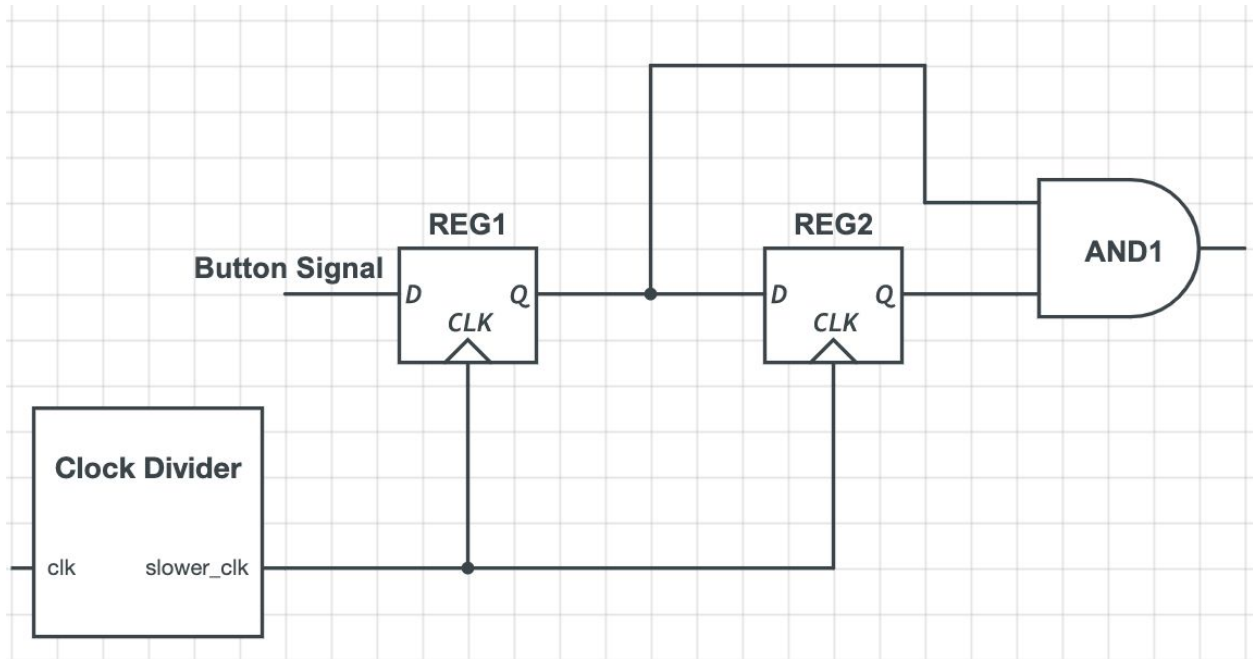 REG1
REG2
Button Signal
AND1
D
Q
D
Q
CLK
CLK
Clock Divider
clk
slower_clk